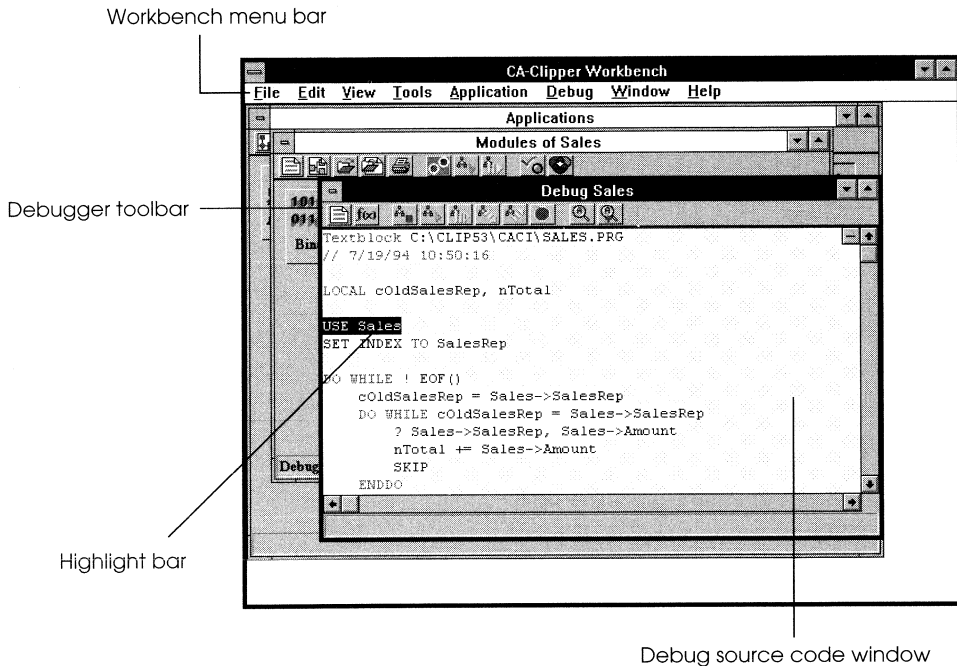 Workbench menu bar
CA-Clipper Workbench
File Edit View Tools Application Debug Window Help
Applications
Modules of Sales
Debugger toolbar
Debug Sales
f(x)
Textblock C:\CLIP53\CACI\SALES.PRG
// 7/19/94 10:50:16
LOCAL cOldSalesRep, nTotal
USE Sales
SET INDEX TO SalesRep
DO WHILE ! EOF()
cOldSalesRep = Sales->SalesRep
DO WHILE cOldSalesRep = Sales->SalesRep
? Sales->SalesRep, Sales->Amount
nTotal += Sales->Amount
SKIP
ENDDO
Debug
Highlight bar
Debug source code window